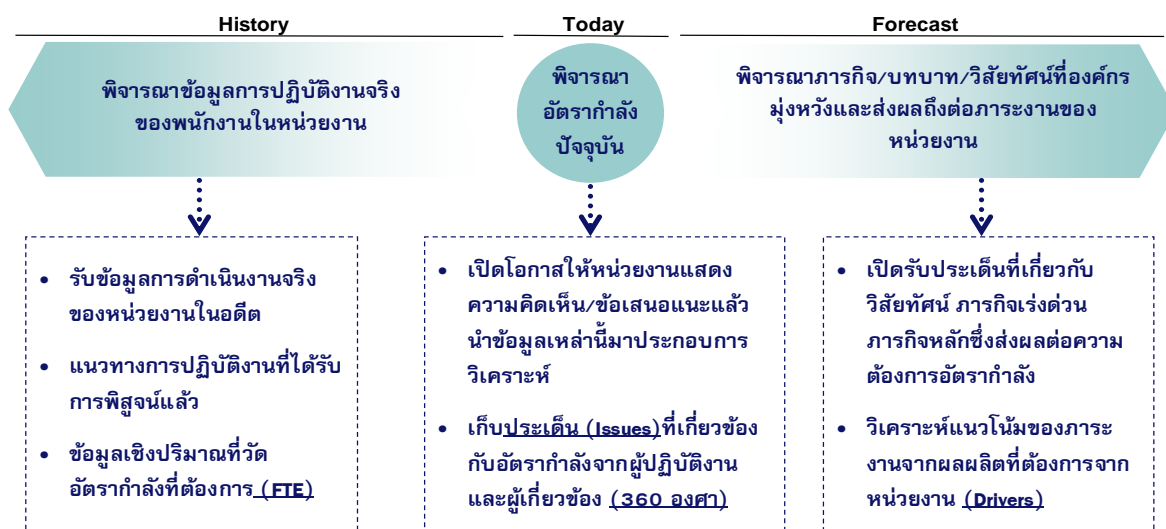 History
Today
Forecast
พิจารณาข้อมูลการปฏิบัติงานจริง
ของพนักงานในหน่วยงาน
พิจารณา
อัตรากำลัง
ปัจจุบัน
พิจารณาภารกิจ/บทบาท/วิสัยทัศน์ที่องค์กร
มุ่งหวังและส่งผลถึงต่อภาระงานของ
หน่วยงาน
• รับข้อมูลการดำเนินงานจริง
ของหน่วยงานในอดีต
• แนวทางการปฏิบัติงานที่ได้รับ
การพิสูจน์แล้ว
• ข้อมูลเชิงปริมาณที่วัด
อัตรากำลังที่ต้องการ (FTE)
• เปิดโอกาสให้หน่วยงานแสดง
ความคิดเห็น/ข้อเสนอแนะแล้ว
นำข้อมูลเหล่านี้มาประกอบการ
วิเคราะห์
• เก็บประเด็น (Issues)ที่เกี่ยวข้อง
กับอัตรากำลังจากผู้ปฏิบัติงาน
และผู้เกี่ยวข้อง (360 องศา)
• เปิดรับประเด็นที่เกี่ยวกับ
วิสัยทัศน์ ภารกิจเร่งด่วน
ภารกิจหลักซึ่งส่งผลต่อความ
ต้องการอัตรากำลัง
• วิเคราะห์แนวโน้มของภาระ
งานจากผลผลิตที่ต้องการจาก
หน่วยงาน (Drivers)